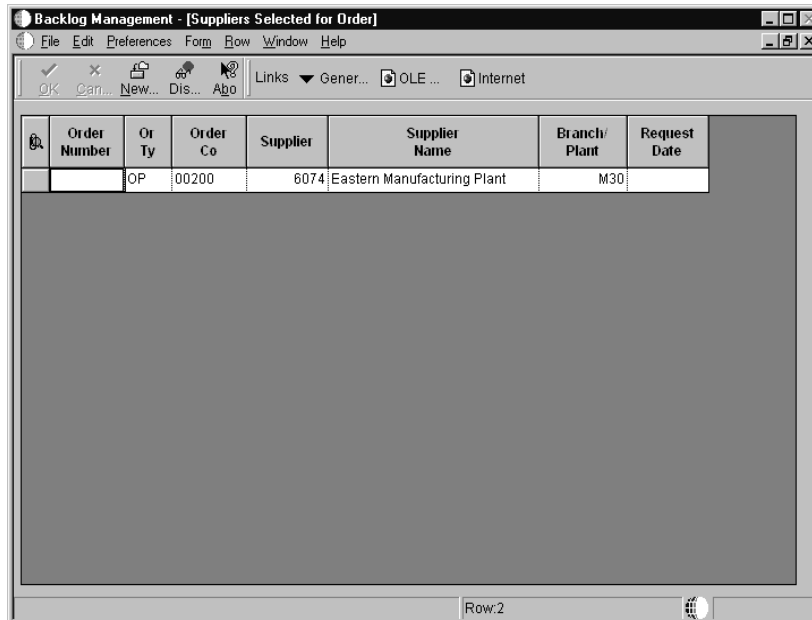 Backlog Management - [Suppliers Selected for Order]
File Edit Preferences Form Row Window Help
OK Can... New... Dis... Abo Links Gener... OLE ... Internet
Order Number Or Ty Order Co Supplier Supplier Name Branch/ Plant Request Date
OP 00200 6074 Eastern Manufacturing Plant M30
Row:2